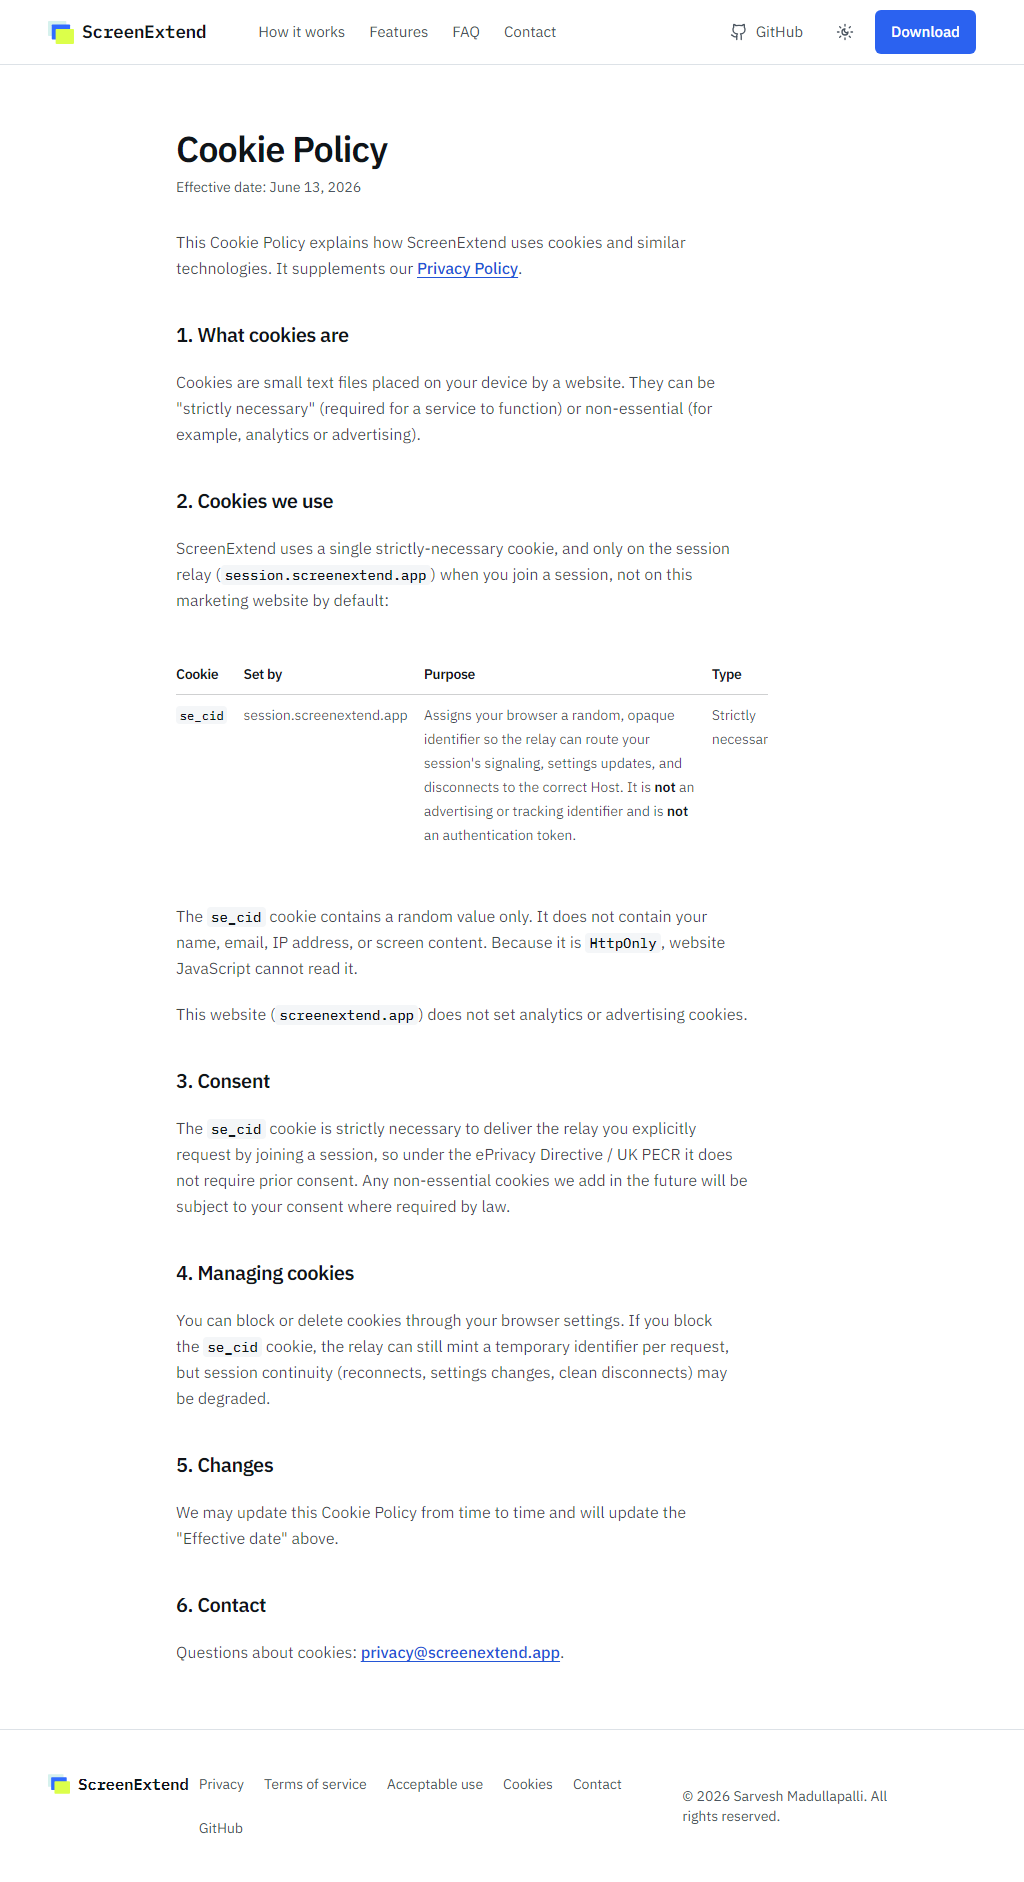 ScreenExtend How it works Features FAQ Contact GitHub Download
Cookie Policy
Effective date: June 13, 2026
This Cookie Policy explains how ScreenExtend uses cookies and similar
technologies. It supplements our Privacy Policy.
1. What cookies are
Cookies are small text files placed on your device by a website. They can be
"strictly necessary" (required for a service to function) or non-essential (for
example, analytics or advertising).
2. Cookies we use
ScreenExtend uses a single strictly-necessary cookie, and only on the session
relay (session.screenextend.app) when you join a session, not on this
marketing website by default:
Cookie Set by Purpose Type
se_cid session.screenextend.app Assigns your browser a random, opaque Strictly
identifier so the relay can route your necessar
session's signaling, settings updates, and
disconnects to the correct Host. It is not an
advertising or tracking identifier and is not
an authentication token.
The se_cid cookie contains a random value only. It does not contain your
name, email, IP address, or screen content. Because it is HttpOnly, website
JavaScript cannot read it.
This website (screenextend.app) does not set analytics or advertising cookies.
3. Consent
The se_cid cookie is strictly necessary to deliver the relay you explicitly
request by joining a session, so under the ePrivacy Directive / UK PECR it does
not require prior consent. Any non-essential cookies we add in the future will be
subject to your consent where required by law.
4. Managing cookies
You can block or delete cookies through your browser settings. If you block
the se_cid cookie, the relay can still mint a temporary identifier per request,
but session continuity (reconnects, settings changes, clean disconnects) may
be degraded.
5. Changes
We may update this Cookie Policy from time to time and will update the
"Effective date" above.
6. Contact
Questions about cookies: privacy@screenextend.app.
ScreenExtend Privacy Terms of service Acceptable use Cookies Contact
GitHub
© 2026 Sarvesh Madullapalli. All
rights reserved.